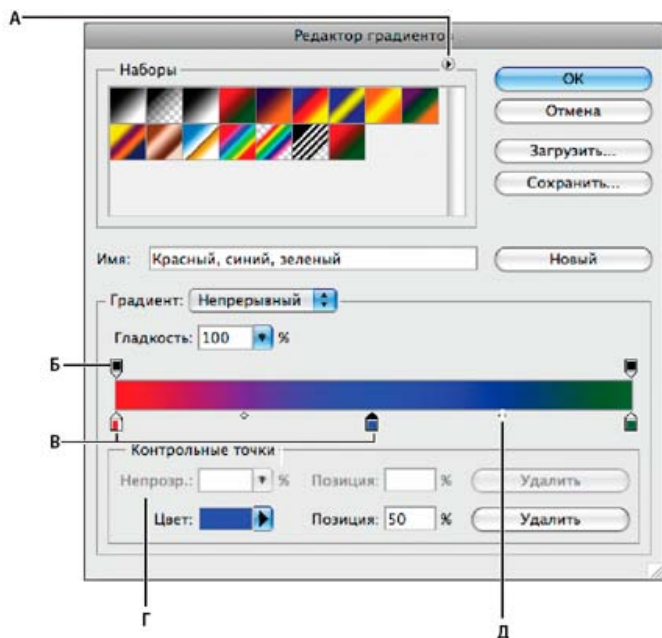 А
Редактор градиентов
Наборы
ОК
Отмена
Загрузить...
Сохранить...
Имя: Красный, синий, зеленый
Новый
Градиент: Непрерывный
Гладкость: 100 %
Б
В
Контрольные точки
Непрозр.: % Позиция: % Удалить
Цвет: Позиция: 50 % Удалить
Г
Д